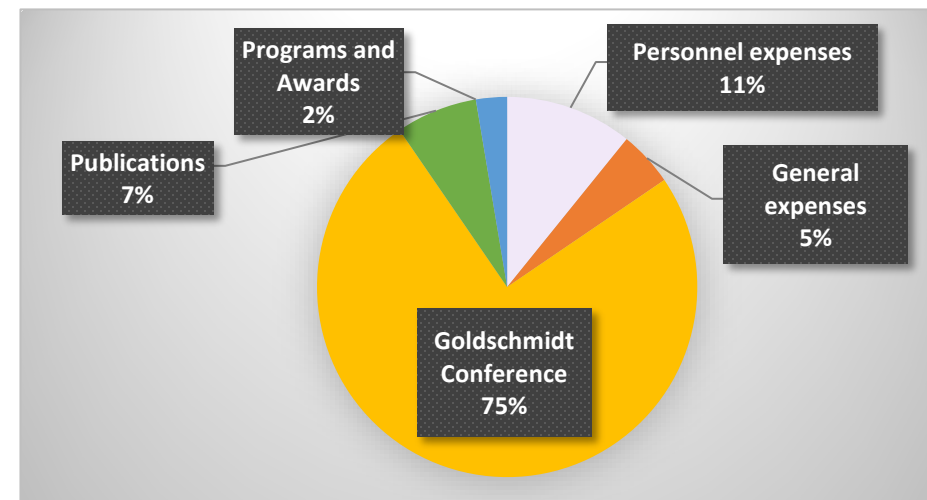 Programs and
Awards
2%
Personnel expenses
11%
Publications
7%
General
expenses
5%
Goldschmidt
Conference
75%